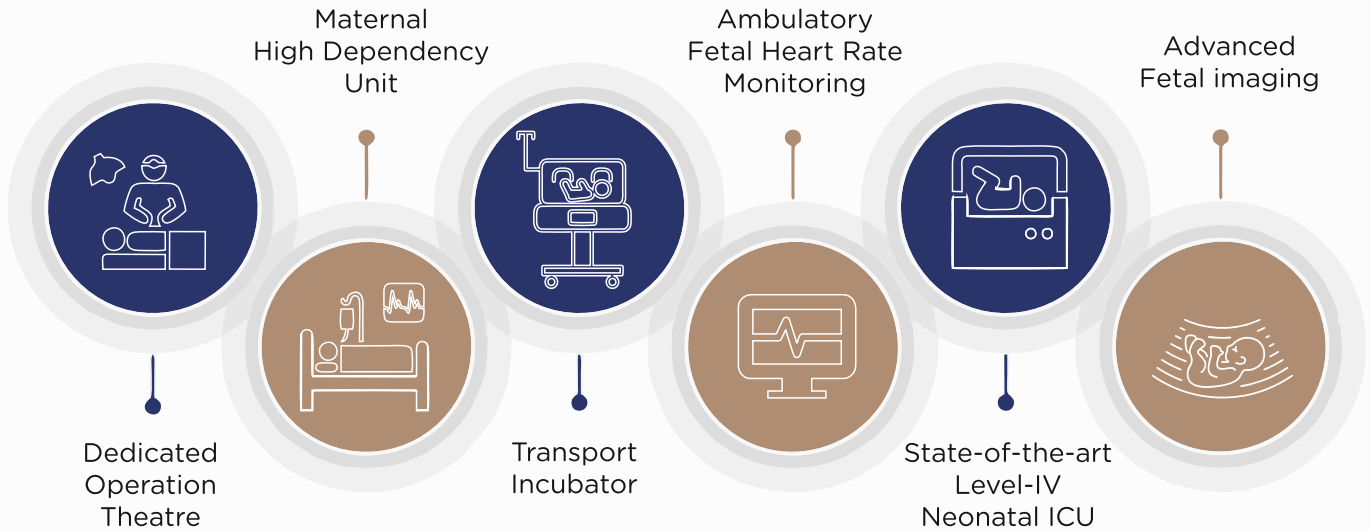 Maternal
High Dependency
Unit
Ambulatory
Fetal Heart Rate
Monitoring
Advanced
Fetal imaging
Dedicated
Operation
Theatre
Transport
Incubator
State-of-the-art
Level-IV
Neonatal ICU